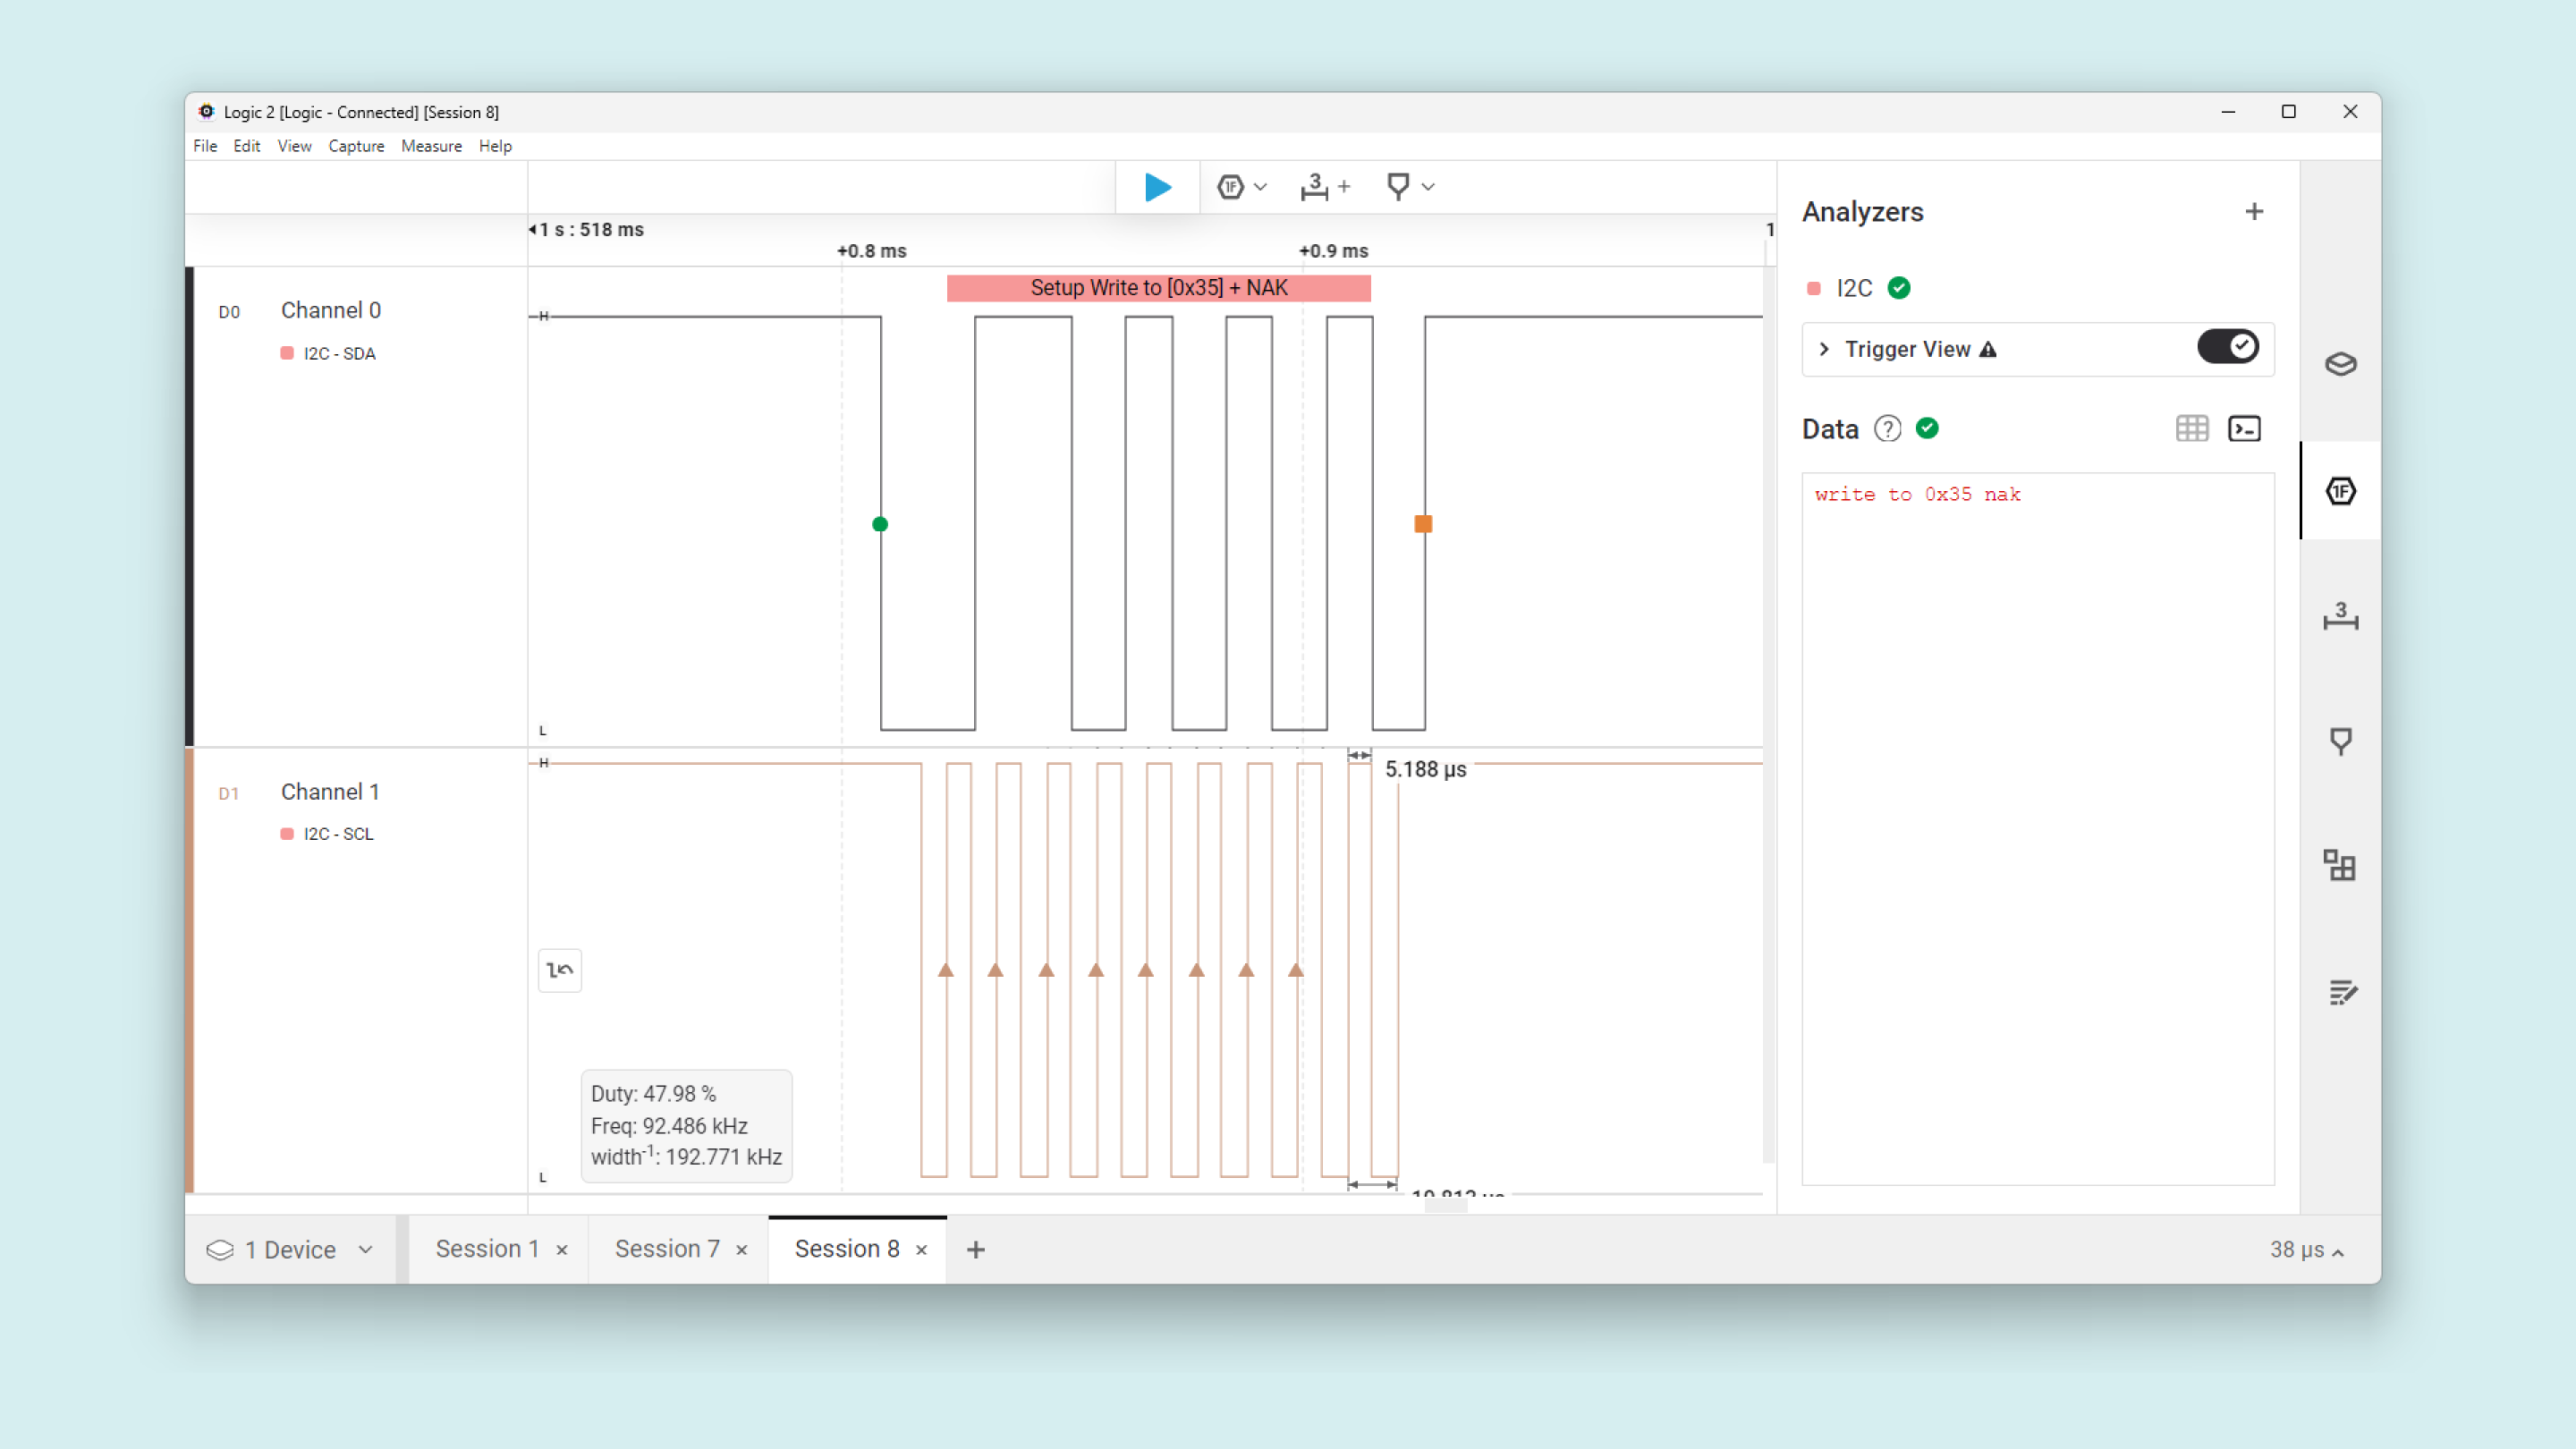 Logic 2 [Logic - Connected] [Session 8]
File Edit View Capture Measure Help
1F 3 +
1 s : 518 ms
1
+0.8 ms +0.9 ms
Setup Write to [0x35] + NAK
D0 Channel 0
I2C - SDA
H
L
D1 Channel 1
I2C - SCL
H
5.188 µs
Duty: 47.98 %
Freq: 92.486 kHz
width-1: 192.771 kHz
L
Analyzers +
I2C
Trigger View
Data ?
write to 0x35 nak
1F
3
1 Device Session 1 × Session 7 × Session 8 × +
38 µs